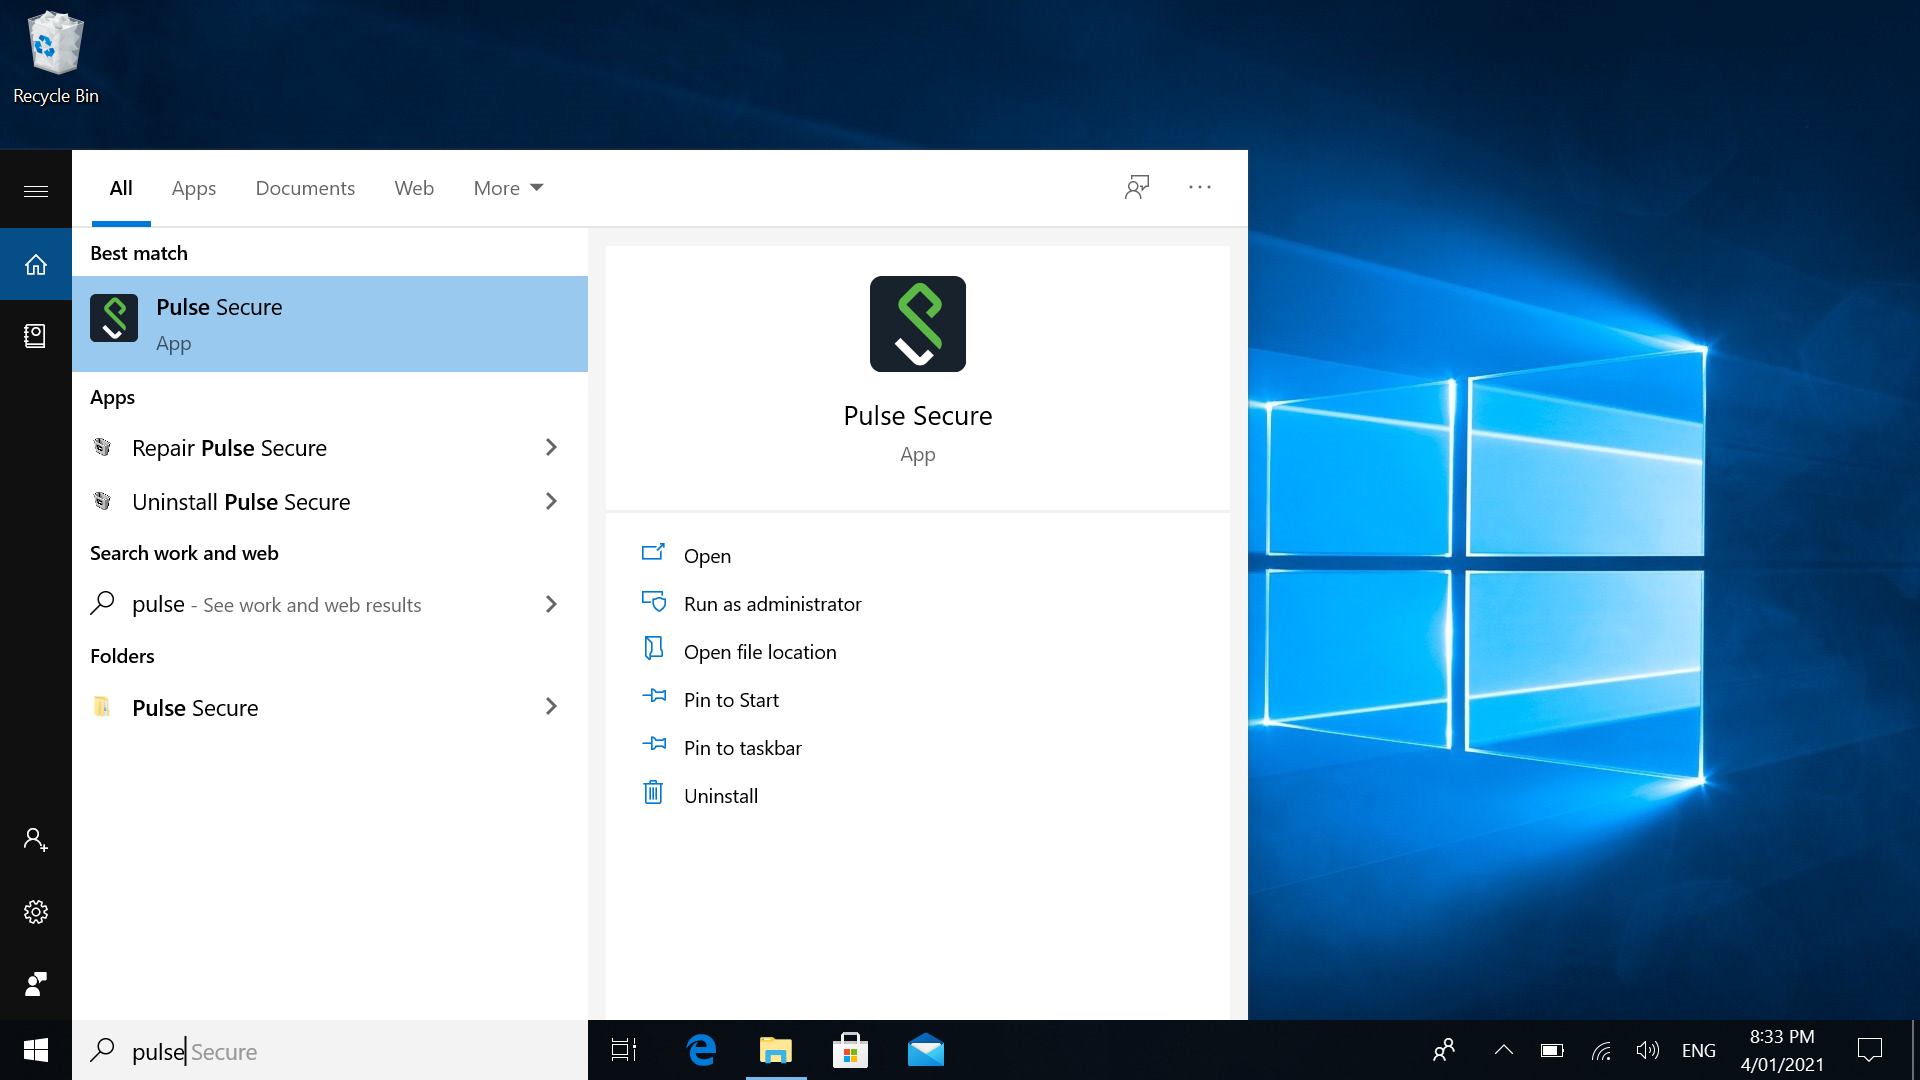 Recycle Bin
All Apps Documents Web More
Best match
Pulse Secure
App
Apps
Repair Pulse Secure
Uninstall Pulse Secure
Search work and web
pulse - See work and web results
Folders
Pulse Secure
Pulse Secure
App
Open
Run as administrator
Open file location
Pin to Start
Pin to taskbar
Uninstall
pulse Secure
ENG
8:33 PM
4/01/2021